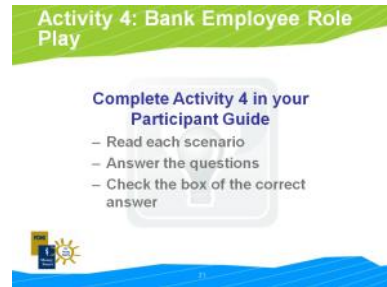 Activity 4: Bank Employee Role
Play
Complete Activity 4 in your
Participant Guide
– Read each scenario
– Answer the questions
– Check the box of the correct
answer
21